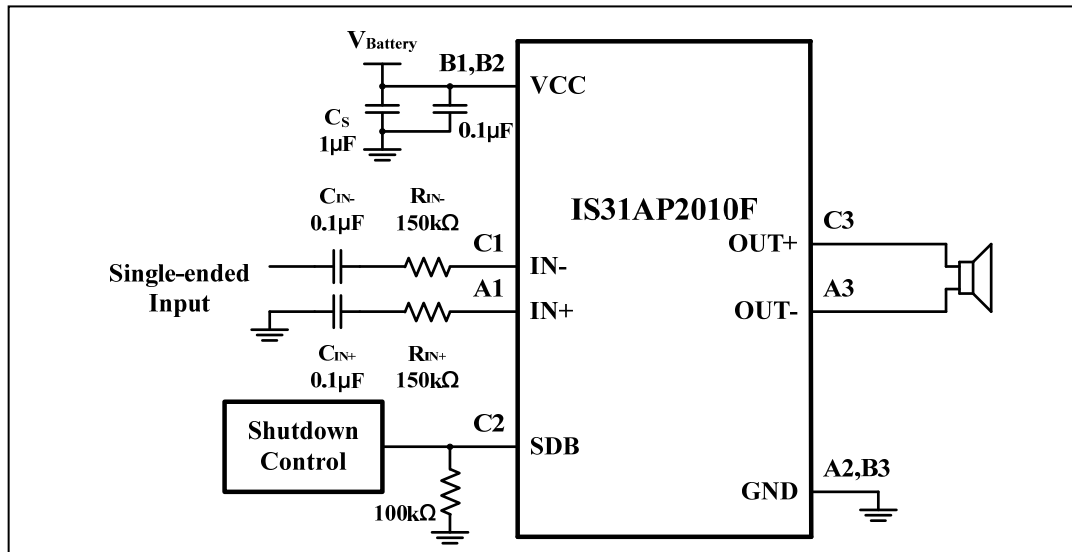 VBattery
B1,B2
VCC
CS
1µF
0.1µF
IS31AP2010F
CIN-
0.1µF
RIN-
150kΩ
C1
IN-
Single-ended
Input
A1
IN+
CIN+
0.1µF
RIN+
150kΩ
OUT+
C3
OUT-
A3
Shutdown
Control
C2
SDB
100kΩ
GND
A2,B3